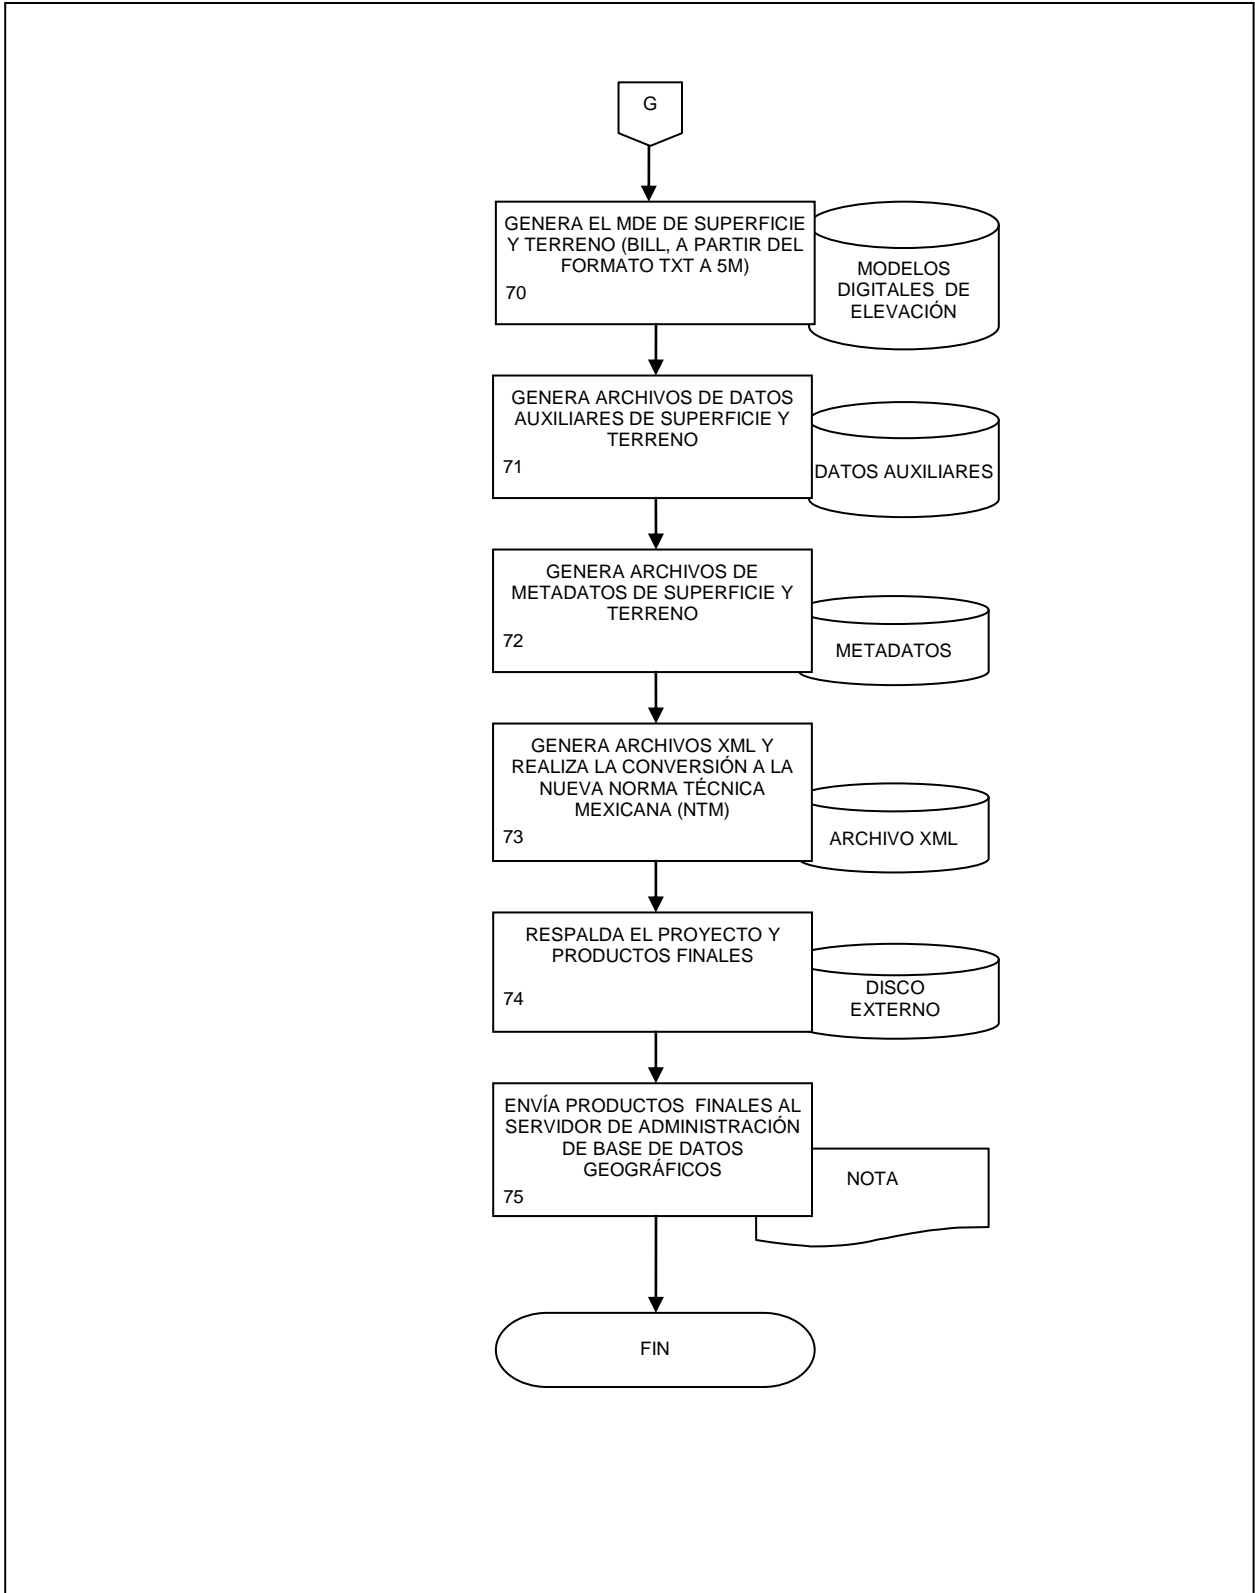 G
GENERA EL MDE DE SUPERFICIE
Y TERRENO (BILL, A PARTIR DEL
FORMATO TXT A 5M)
70
MODELOS
DIGITALES DE
ELEVACIÓN
GENERA ARCHIVOS DE DATOS
AUXILIARES DE SUPERFICIE Y
TERRENO
71
DATOS AUXILIARES
GENERA ARCHIVOS DE
METADATOS DE SUPERFICIE Y
TERRENO
72
METADATOS
GENERA ARCHIVOS XML Y
REALIZA LA CONVERSIÓN A LA
NUEVA NORMA TÉCNICA
MEXICANA (NTM)
73
ARCHIVO XML
RESPALDA EL PROYECTO Y
PRODUCTOS FINALES
74
DISCO
EXTERNO
ENVÍA PRODUCTOS FINALES AL
SERVIDOR DE ADMINISTRACIÓN
DE BASE DE DATOS
GEOGRÁFICOS
75
NOTA
FIN